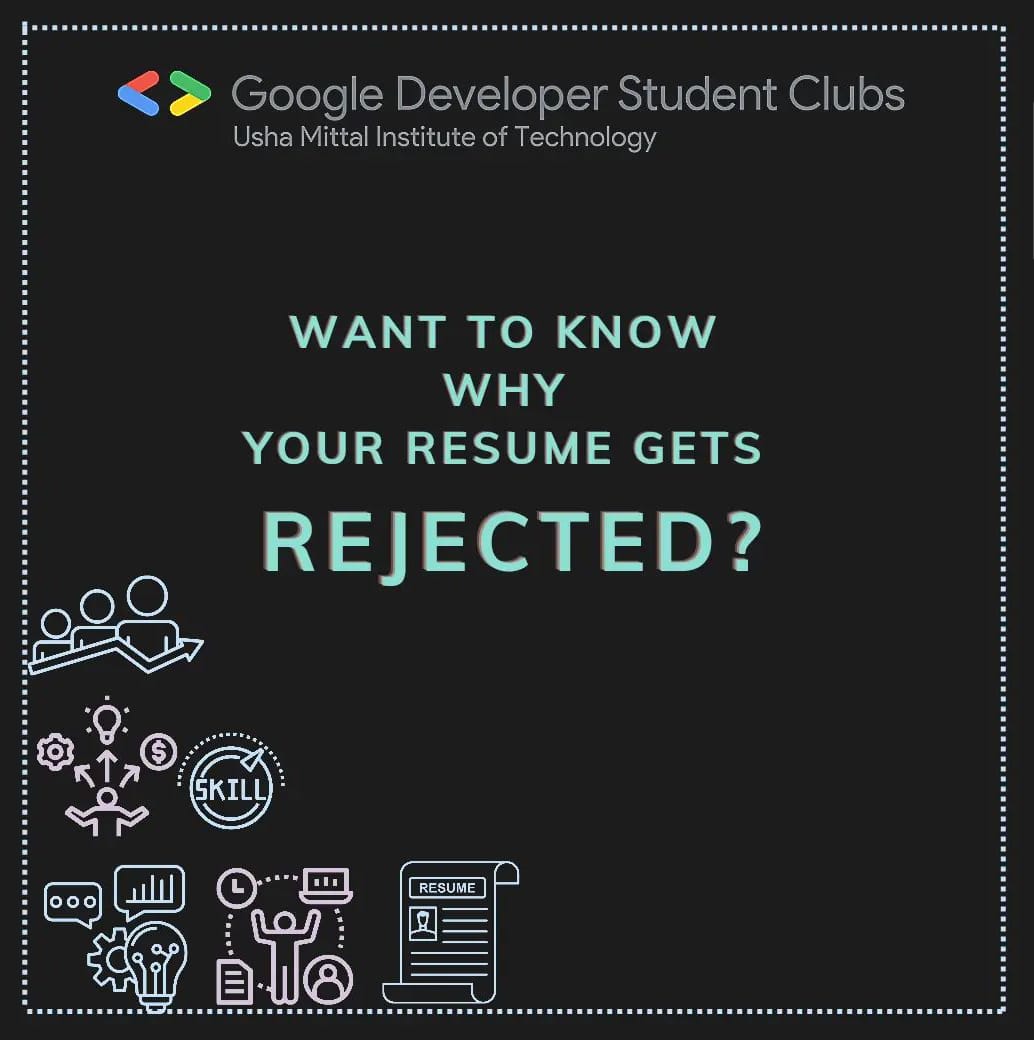 Google Developer Student Clubs
Usha Mittal Institute of Technology
WANT TO KNOW
WHY
YOUR RESUME GETS
REJECTED?
$
SKILL
RESUME